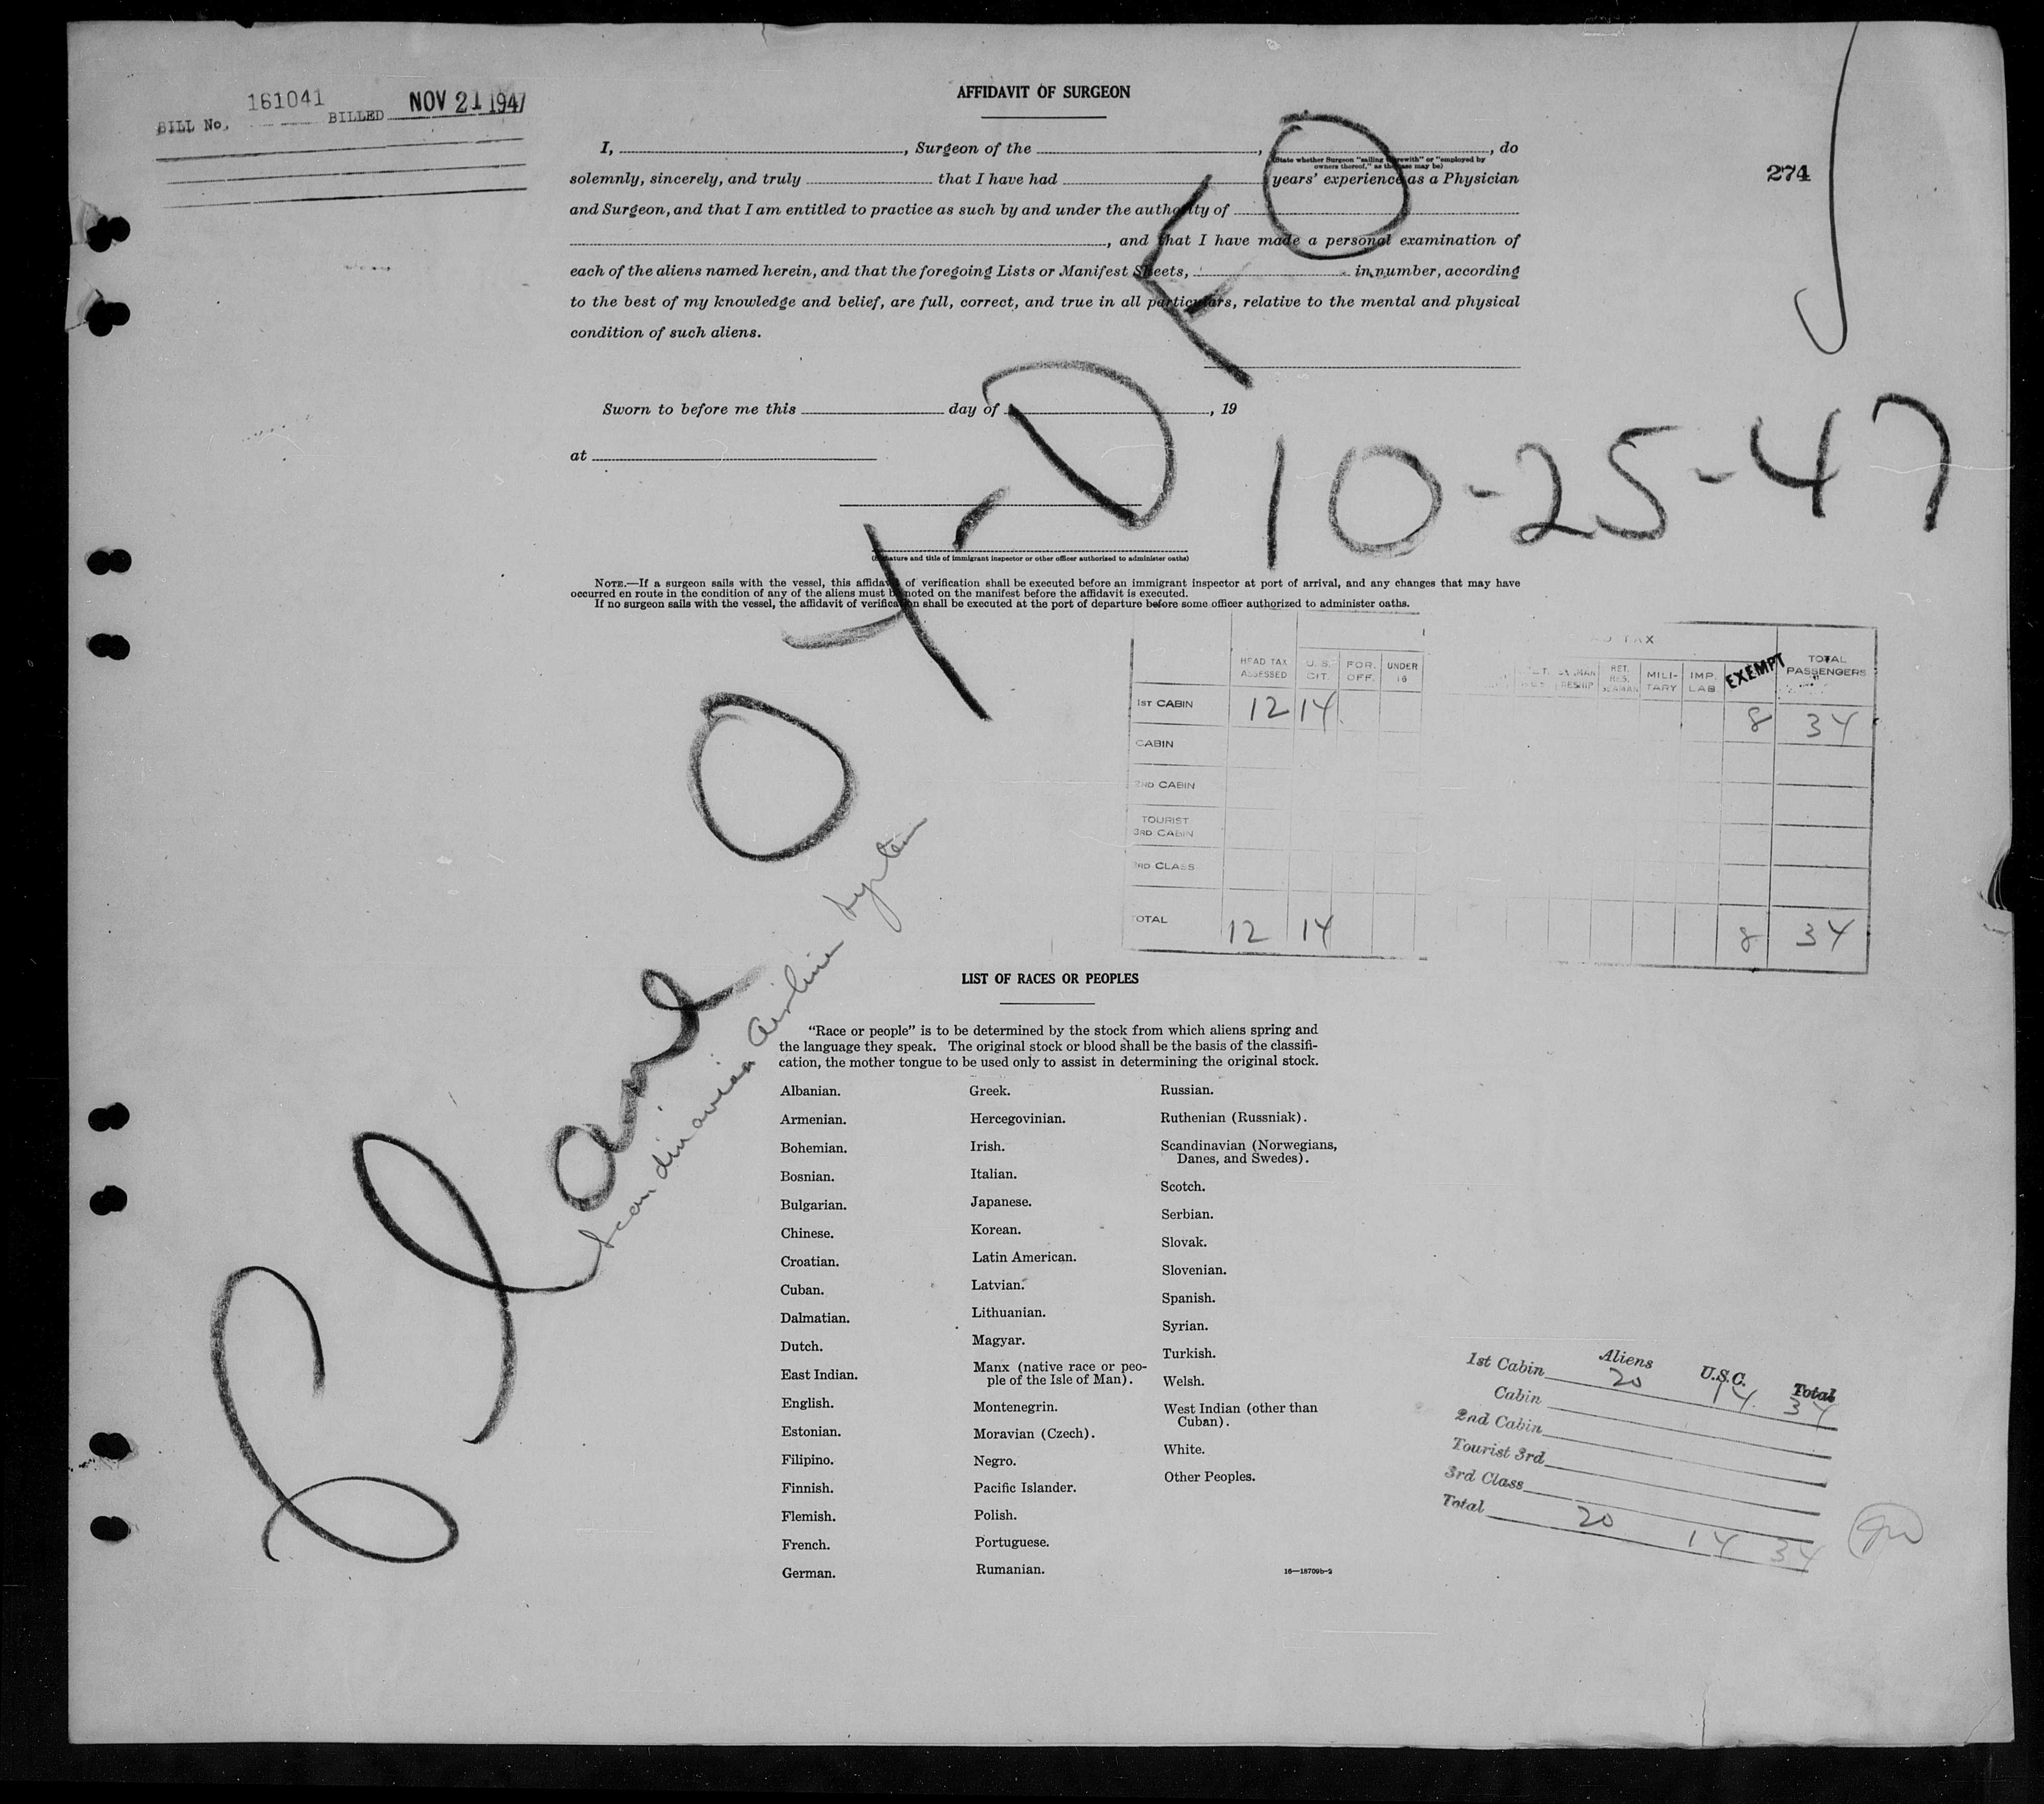 161041
BILL No. BILLED NOV 21 1947
AFFIDAVIT OF SURGEON
274
I, , Surgeon of the , , do
(State whether Surgeon "sailing therewith" or "employed by
owners thereof," as the case may be)
solemnly, sincerely, and truly that I have had years' experience as a Physician
and Surgeon, and that I am entitled to practice as such by and under the authority of
, and that I have made a personal examination of
each of the aliens named herein, and that the foregoing Lists or Manifest Sheets, in number, according
to the best of my knowledge and belief, are full, correct, and true in all particulars, relative to the mental and physical
condition of such aliens.
Sworn to before me this day of , 19
at
(Signature and title of immigrant inspector or other officer authorized to administer oaths)
Plane OY-DFO
10-25-47
Scandinavian Airline System
NOTE.—If a surgeon sails with the vessel, this affidavit of verification shall be executed before an immigrant inspector at port of arrival, and any changes that may have
occurred en route in the condition of any of the aliens must be noted on the manifest before the affidavit is executed.
If no surgeon sails with the vessel, the affidavit of verification shall be executed at the port of departure before some officer authorized to administer oaths.
TAX
HEAD TAX ASSESSED U.S. CIT. FOR. OFF. UNDER 16 RET. RES. SEAMAN MILI-TARY IMP. LAB. EXEMPT TOTAL PASSENGERS
1ST CABIN 12 14 8 34
CABIN
2ND CABIN
TOURIST
3RD CABIN
3RD CLASS
TOTAL 12 14 8 34
LIST OF RACES OR PEOPLES
"Race or people" is to be determined by the stock from which aliens spring and
the language they speak. The original stock or blood shall be the basis of the classifi-
cation, the mother tongue to be used only to assist in determining the original stock.
Albanian.
Armenian.
Bohemian.
Bosnian.
Bulgarian.
Chinese.
Croatian.
Cuban.
Dalmatian.
Dutch.
East Indian.
English.
Estonian.
Filipino.
Finnish.
Flemish.
French.
German.
Greek.
Hercegovinian.
Irish.
Italian.
Japanese.
Korean.
Latin American.
Latvian.
Lithuanian.
Magyar.
Manx (native race or peo-
ple of the Isle of Man).
Montenegrin.
Moravian (Czech).
Negro.
Pacific Islander.
Polish.
Portuguese.
Rumanian.
Russian.
Ruthenian (Russniak).
Scandinavian (Norwegians,
Danes, and Swedes).
Scotch.
Serbian.
Slovak.
Slovenian.
Spanish.
Syrian.
Turkish.
Welsh.
West Indian (other than
Cuban).
White.
Other Peoples.
16—18709b-2
Aliens U.S.C. Total
1st Cabin 20 14 34
Cabin
2nd Cabin
Tourist 3rd
3rd Class
Total 20 14 34